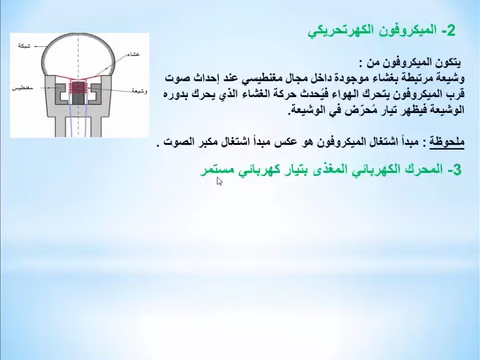 2- الميكروفون الكهرتحريكي
يتكون الميكروفون من :
وشيعة مرتبطة بغشاء موجودة داخل مجال مغنطيسي عند إحداث صوت
قرب الميكروفون يتحرك الهواء فيُحدث حركة الغشاء الذي يحرك بدوره
الوشيعة فيظهر تيار مُحرّض في الوشيعة.
ملحوظة : مبدأ اشتغال الميكروفون هو عكس مبدأ اشتغال مكبر الصوت .
3- المحرك الكهربائي المغذى بتيار كهربائي مستمر
شبكة
غشاء
مغنطيس
وشيعة